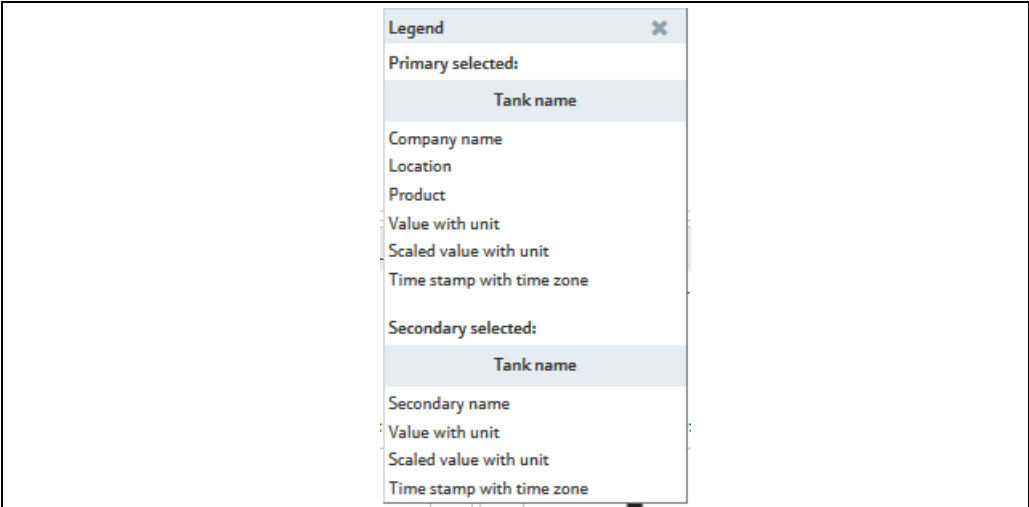 Legend
Primary selected:
Tank name
Company name
Location
Product
Value with unit
Scaled value with unit
Time stamp with time zone
Secondary selected:
Tank name
Secondary name
Value with unit
Scaled value with unit
Time stamp with time zone